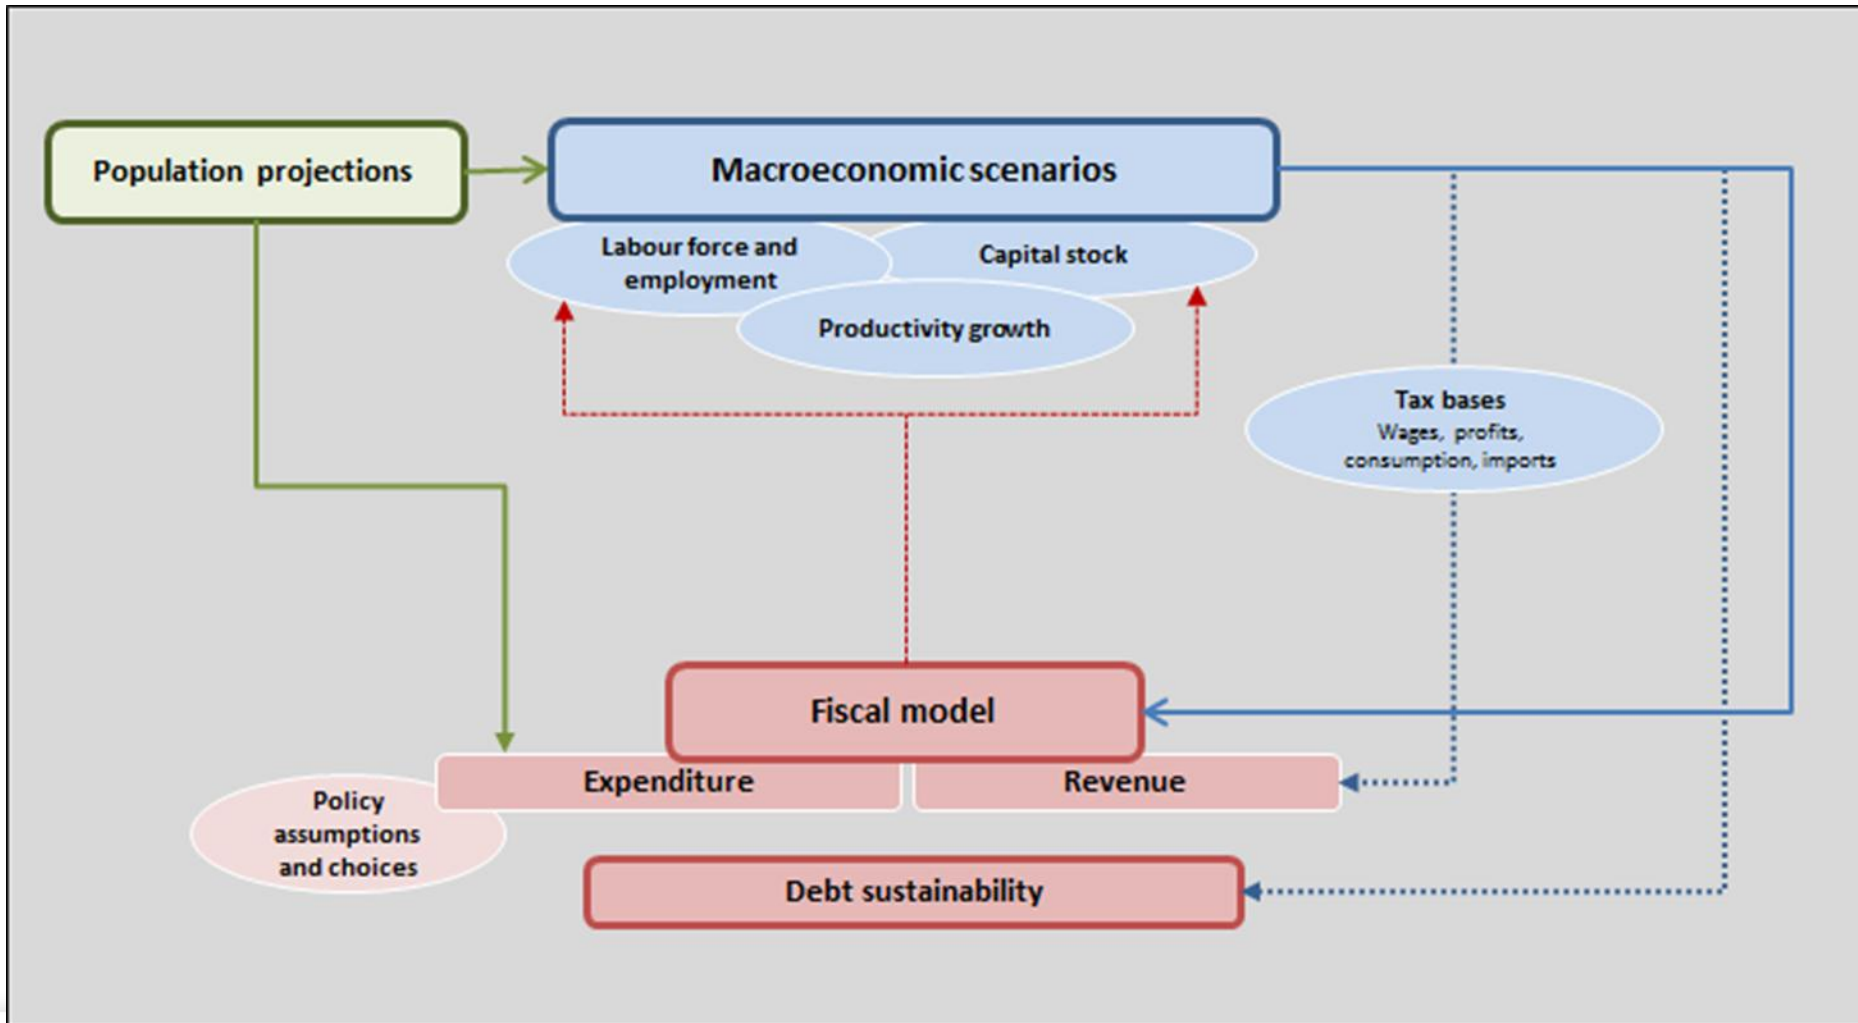 Population projections
Macroeconomic scenarios
Labour force and
employment
Capital stock
Productivity growth
Tax bases
Wages, profits,
consumption, imports
Fiscal model
Expenditure
Revenue
Policy
assumptions
and choices
Debt sustainability